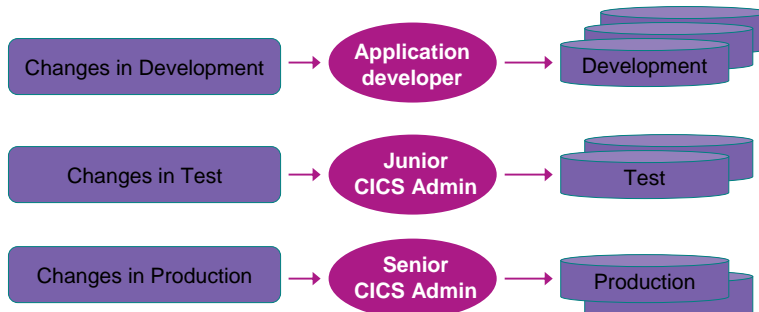 Changes in Development
Application
developer
Development
Changes in Test
Junior
CICS Admin
Test
Changes in Production
Senior
CICS Admin
Production